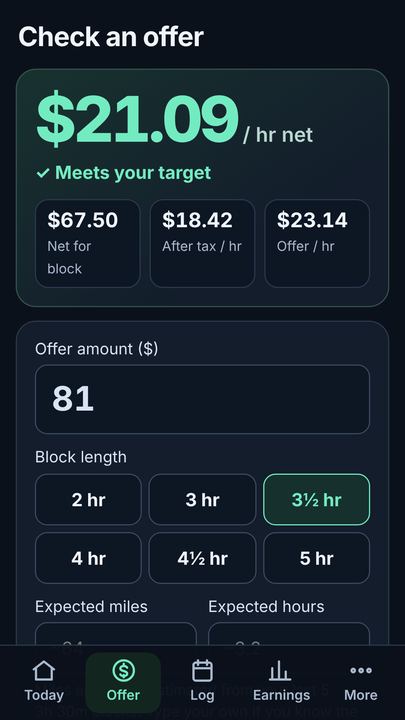 Check an offer
$21.09 / hr net
✓ Meets your target
$67.50 $18.42 $23.14
Net for block After tax / hr Offer / hr
Offer amount ($)
81
Block length
2 hr 3 hr 3½ hr
4 hr 4½ hr 5 hr
Expected miles Expected hours
Today Offer Log Earnings More